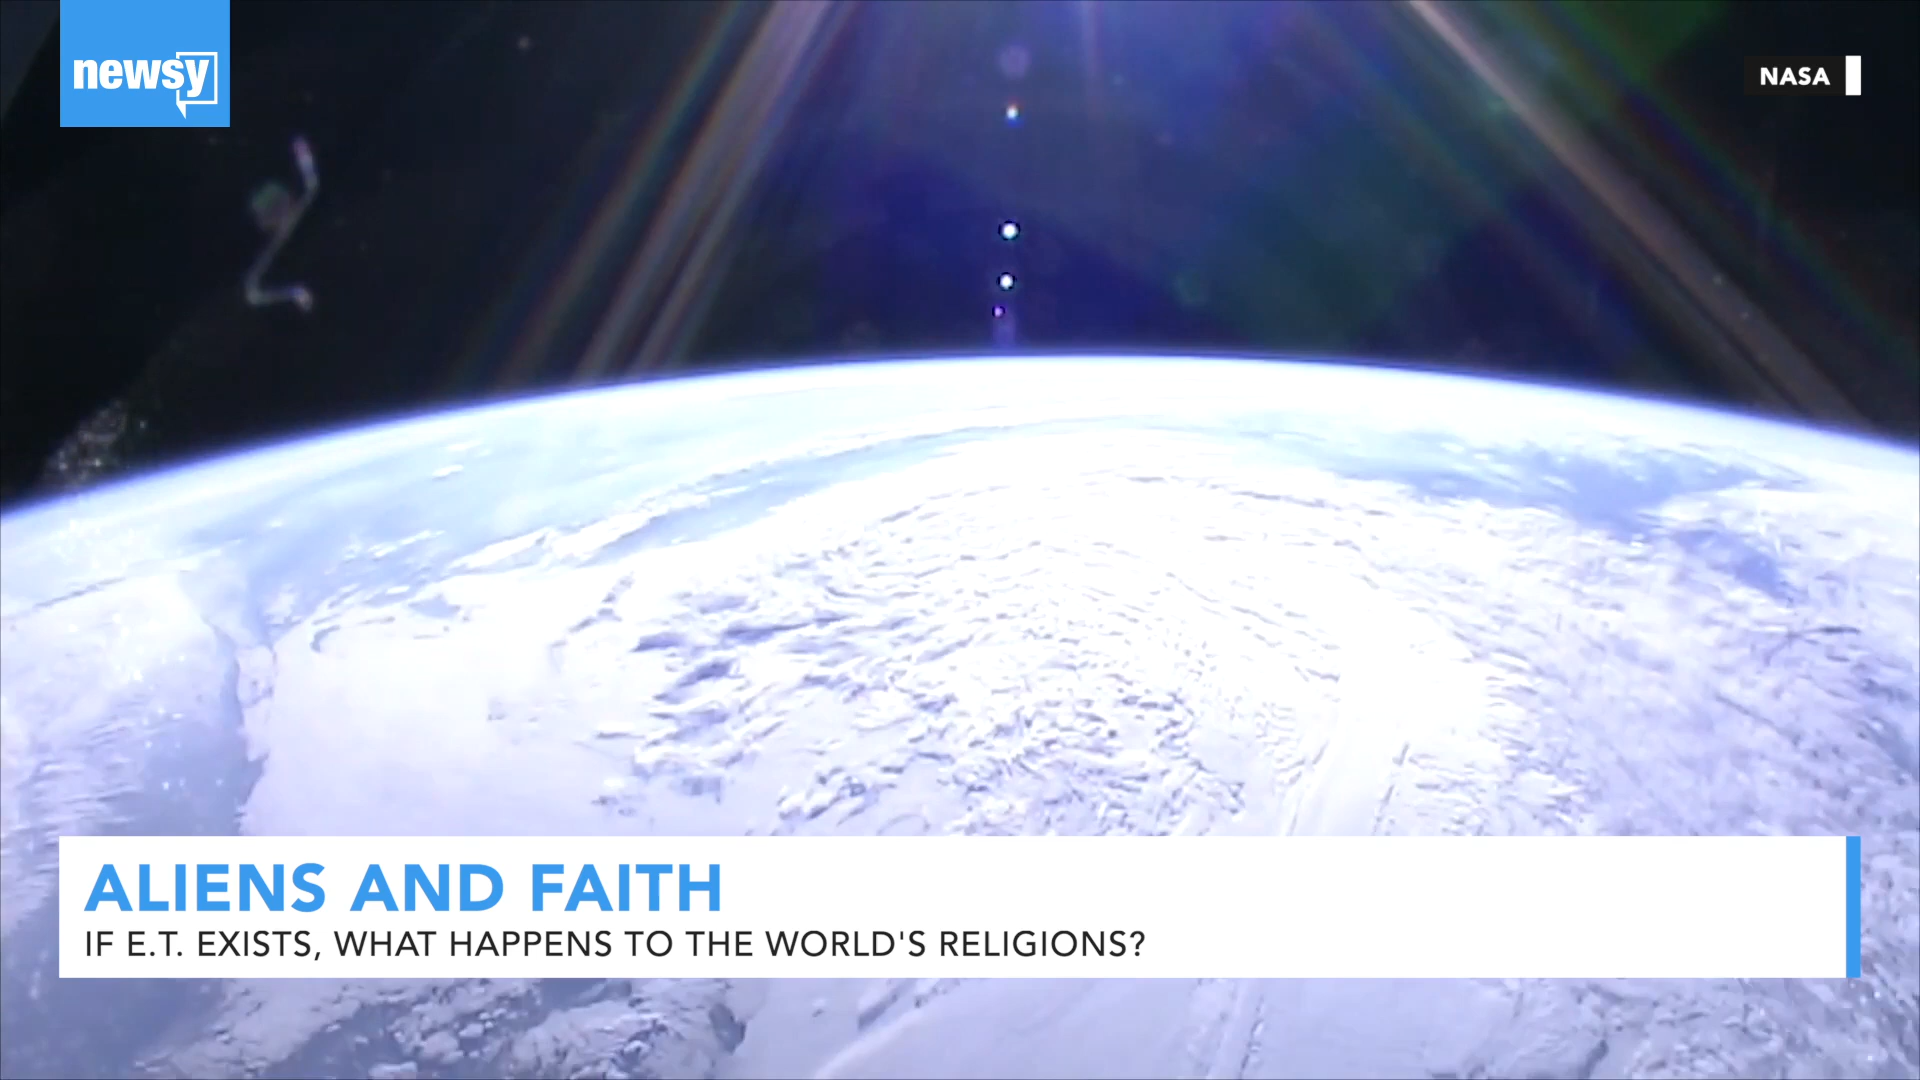 newsy
NASA
ALIENS AND FAITH
IF E.T. EXISTS, WHAT HAPPENS TO THE WORLD'S RELIGIONS?